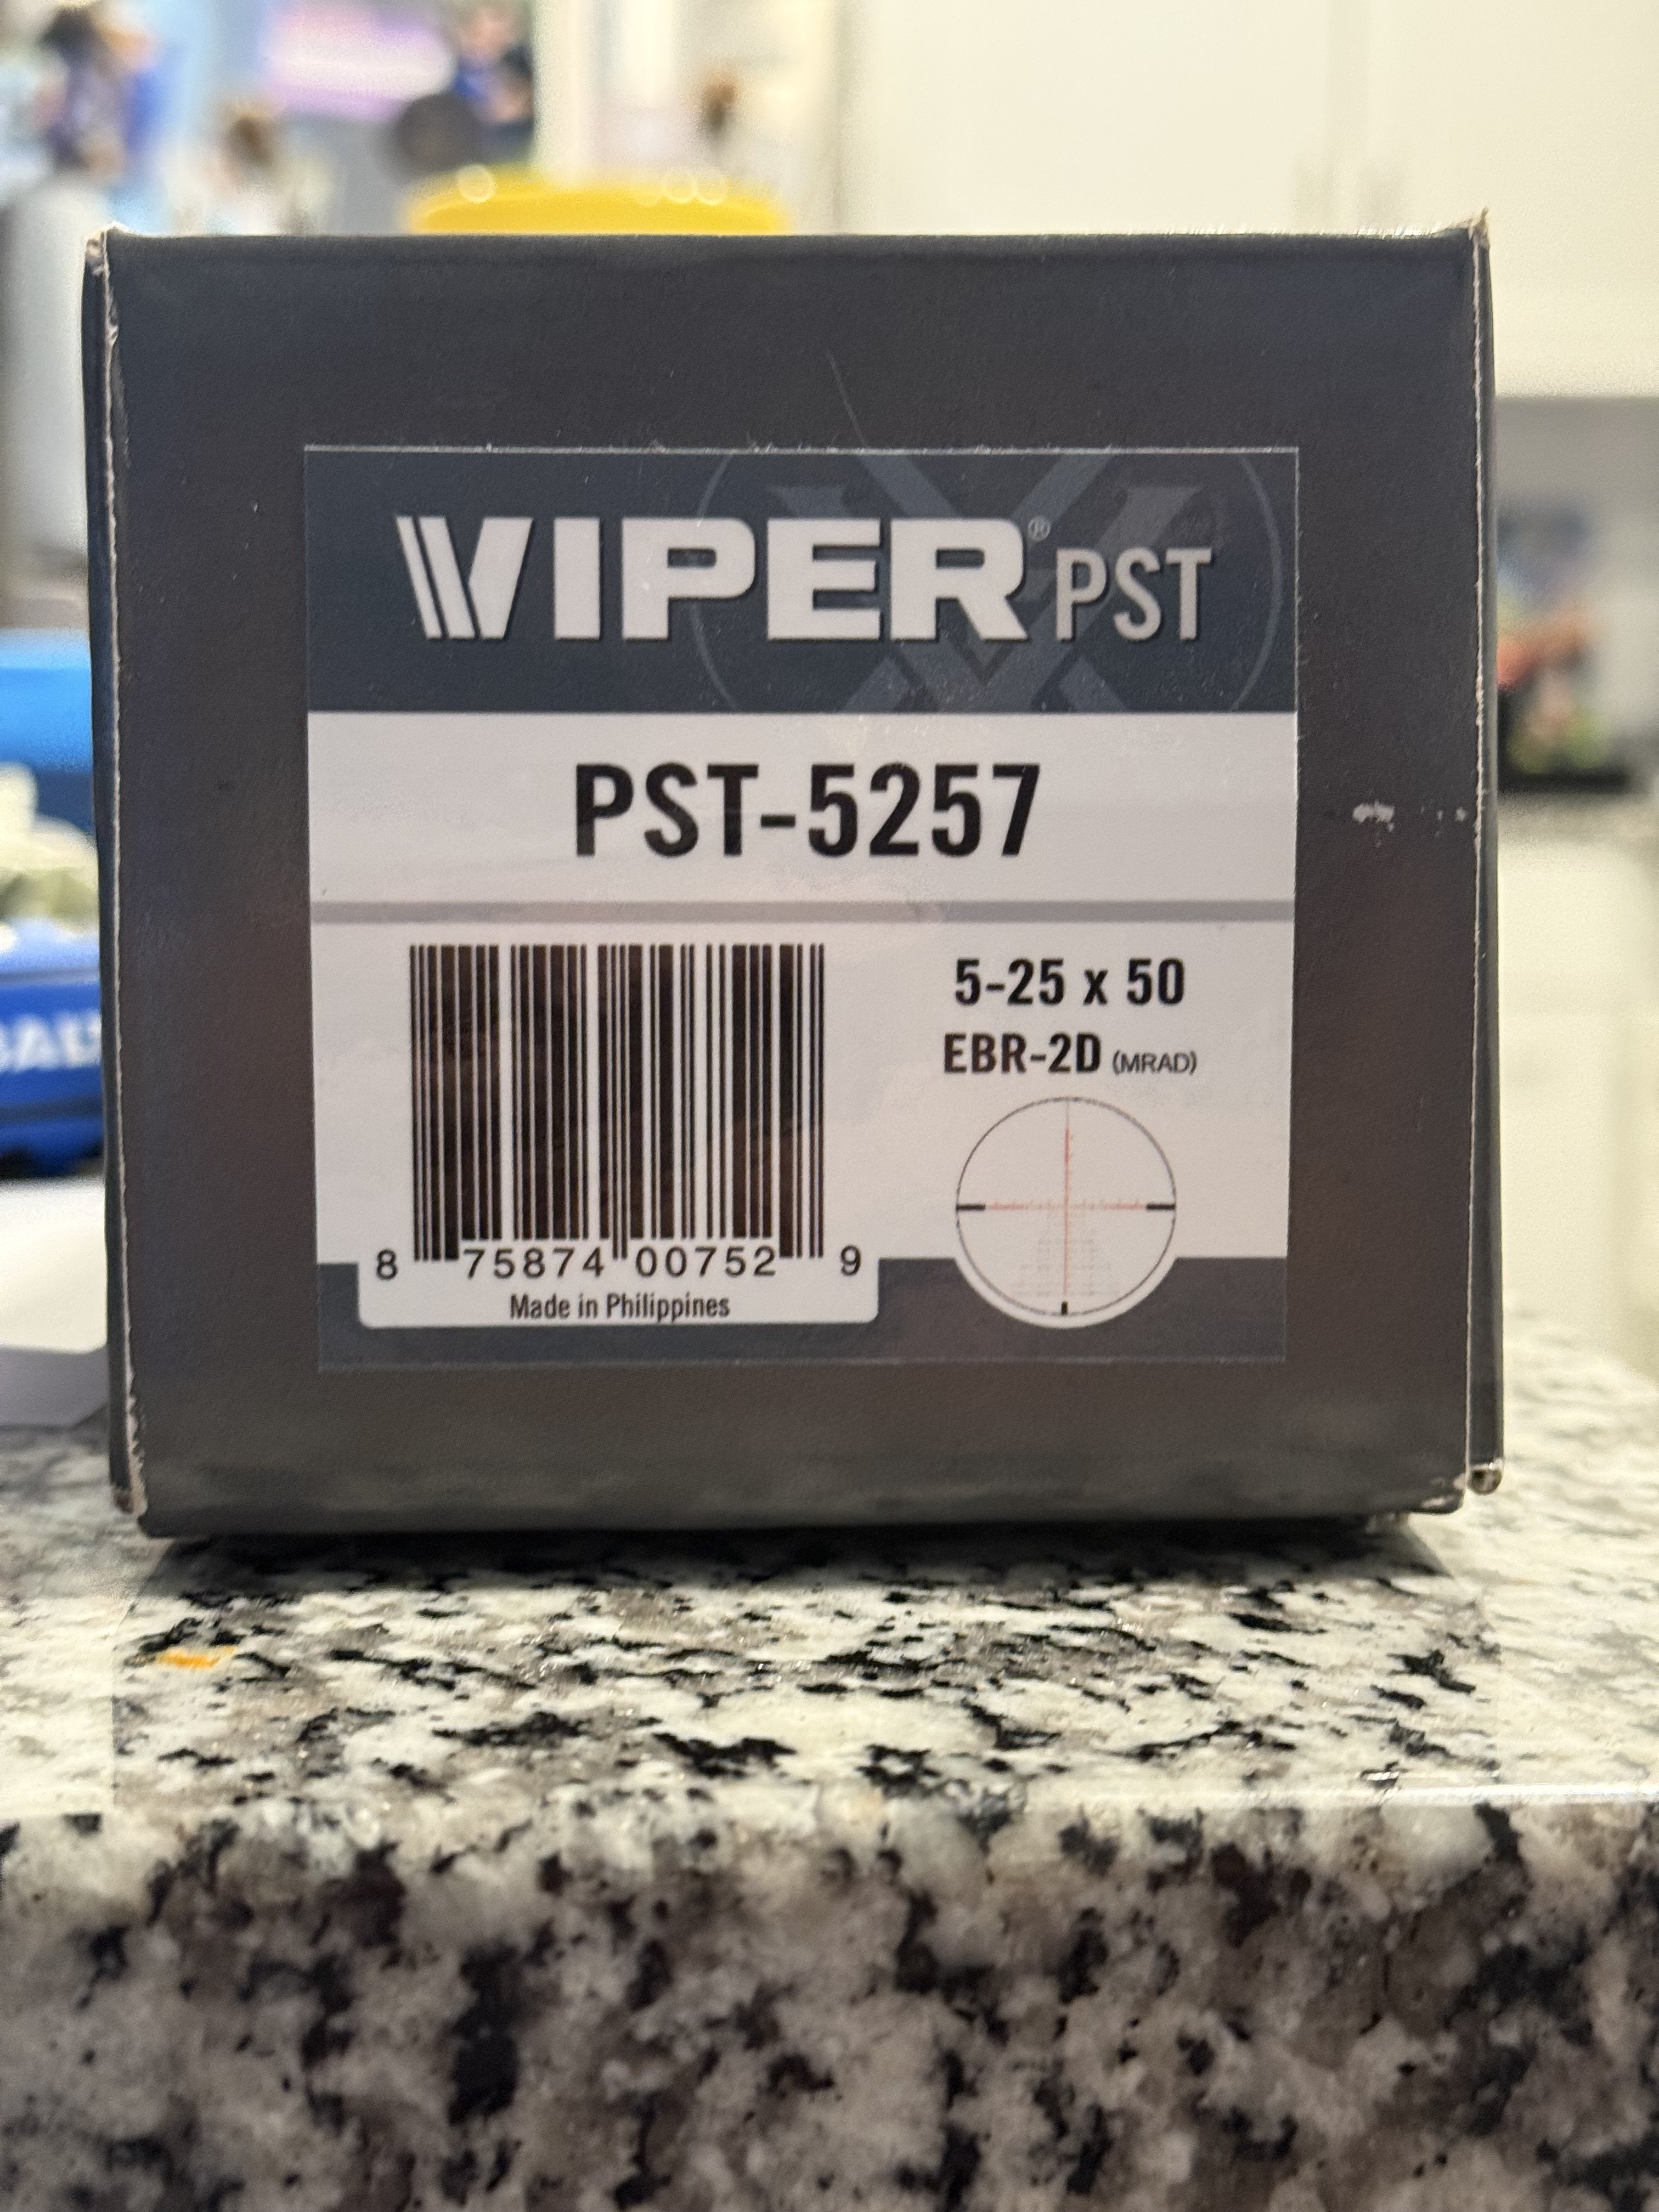 VIPER® PST
PST-5257
5-25 x 50
EBR-2D (MRAD)
8 75874 00752 9
Made in Philippines